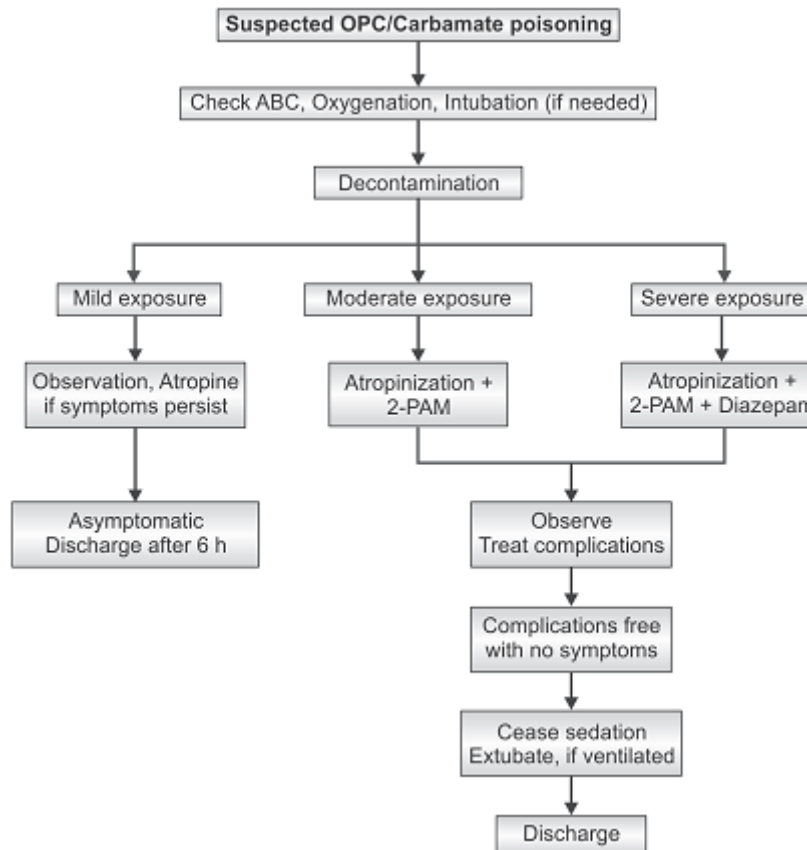 Suspected OPC/Carbamate poisoning
Check ABC, Oxygenation, Intubation (if needed)
Decontamination
Mild exposure
Moderate exposure
Severe exposure
Observation, Atropine
if symptoms persist
Atropinization +
2-PAM
Atropinization +
2-PAM + Diazepam
Asymptomatic
Discharge after 6 h
Observe
Treat complications
Complications free
with no symptoms
Cease sedation
Extubate, if ventilated
Discharge